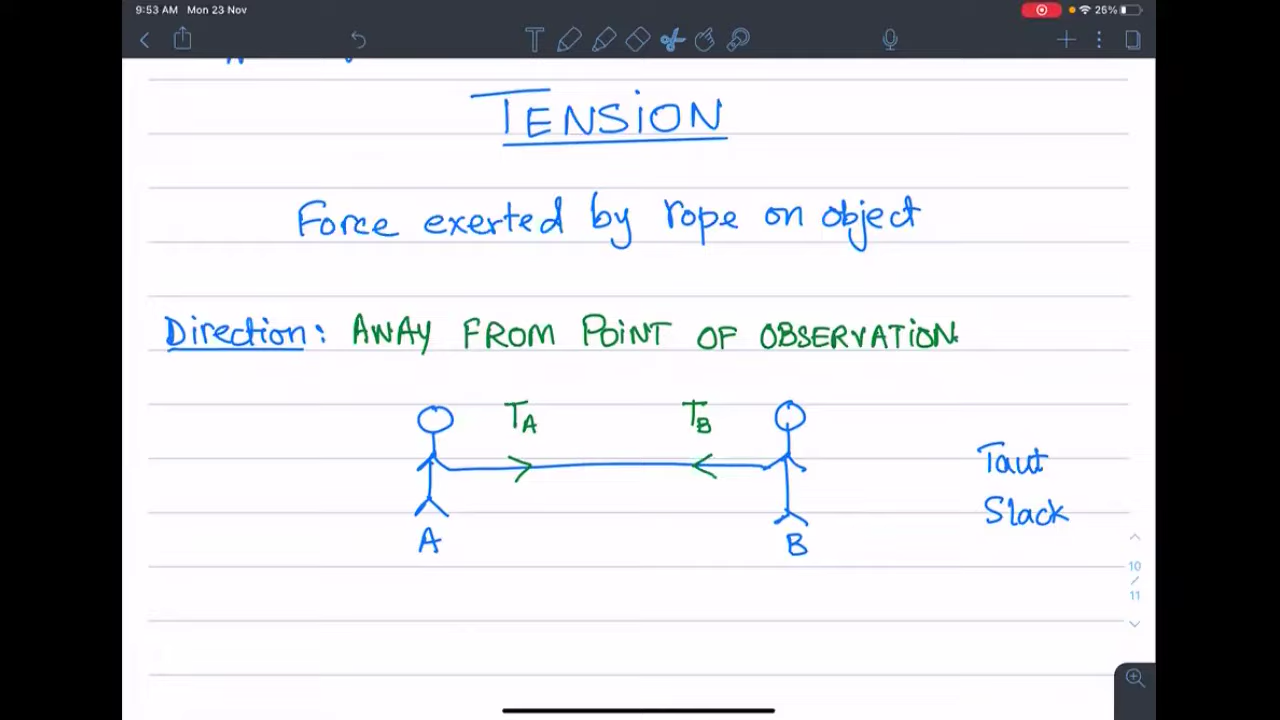 9:53 AM Mon 23 Nov
26%
TENSION
Force exerted by rope on object
Direction: AWAY FROM POINT OF OBSERVATION.
TA TB
Taut
Slack
A B
10
/
11